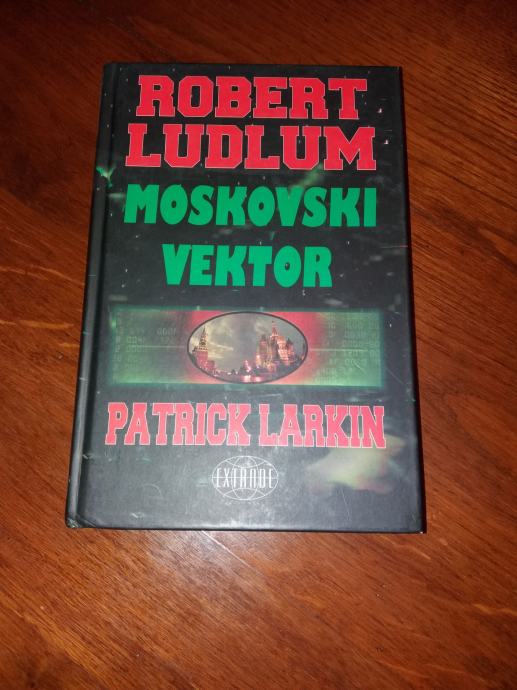 ROBERT
LUDLUM
MOSKOVSKI
VEKTOR
PATRICK LARKIN
EXTRADE